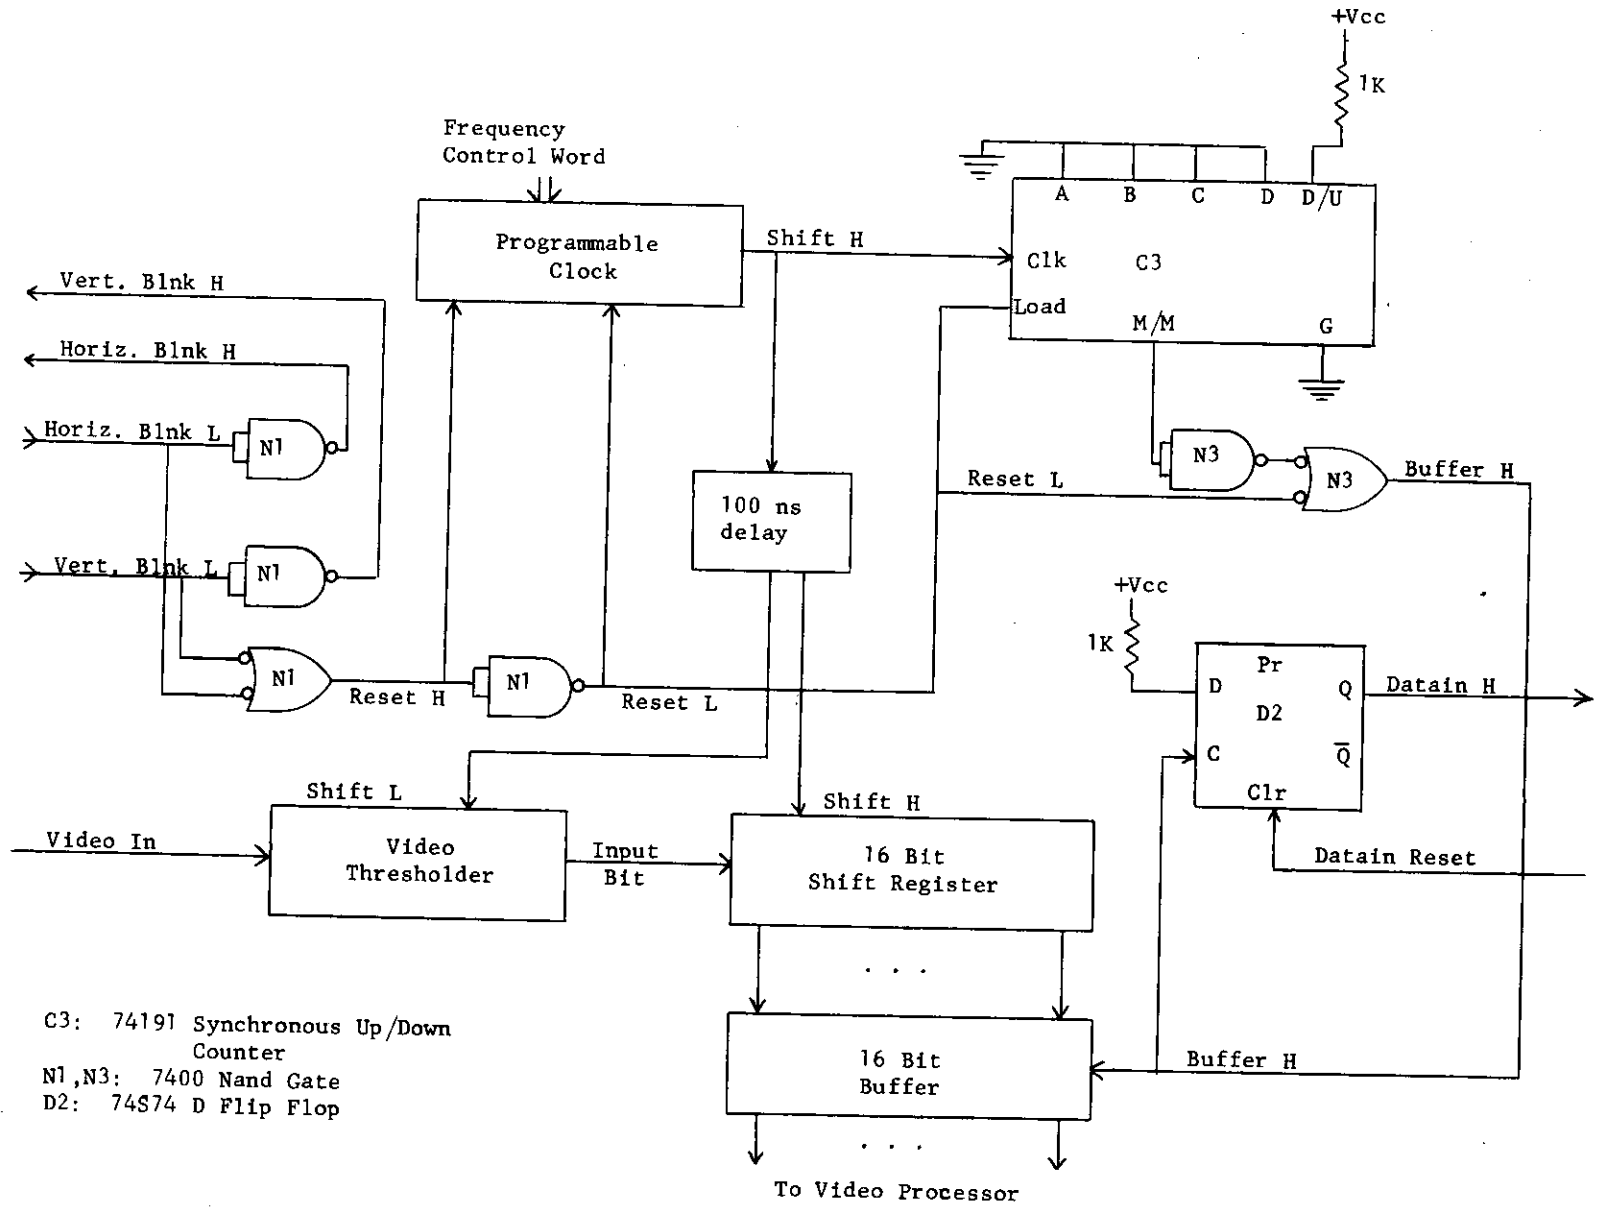 +Vcc
1K
Frequency
Control Word
A B C D D/U
Programmable
Clock
Shift H
Clk C3
Load
M/M G
Vert. Blnk H
Horiz. Blnk H
Horiz. Blnk L
N1
N3
N3
Buffer H
Reset L
100 ns
delay
Vert. Blnk L
N1
+Vcc
1K
Pr
D Q
D2
C Q̅
Clr
Datain H
N1
Reset H
N1
Reset L
Shift L
Shift H
Video In
Video
Thresholder
Input
Bit
16 Bit
Shift Register
Datain Reset
. . .
C3: 74191 Synchronous Up/Down
Counter
N1,N3: 7400 Nand Gate
D2: 74S74 D Flip Flop
16 Bit
Buffer
Buffer H
. . .
To Video Processor